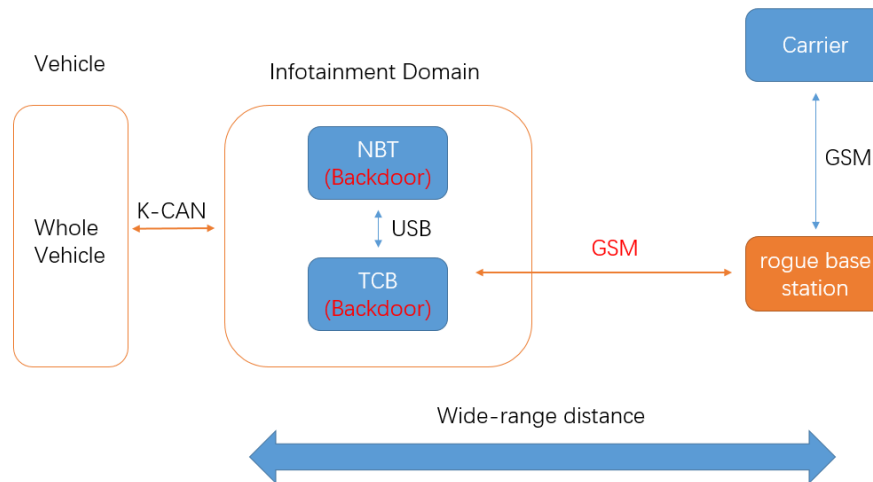 Vehicle
Infotainment Domain
Carrier
NBT
(Backdoor)
GSM
K-CAN
Whole
Vehicle
USB
GSM
TCB
(Backdoor)
rogue base
station
Wide-range distance